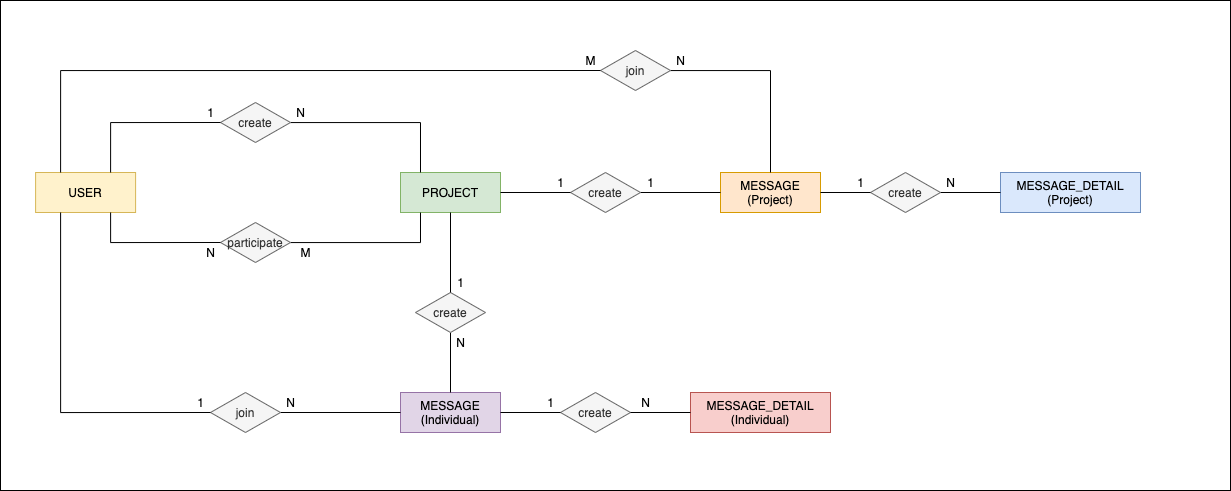 M
join
N
1
create
N
USER
PROJECT
1
create
1
MESSAGE
(Project)
1
create
N
MESSAGE_DETAIL
(Project)
N
participate
M
1
create
N
1
join
N
MESSAGE
(Individual)
1
create
N
MESSAGE_DETAIL
(Individual)